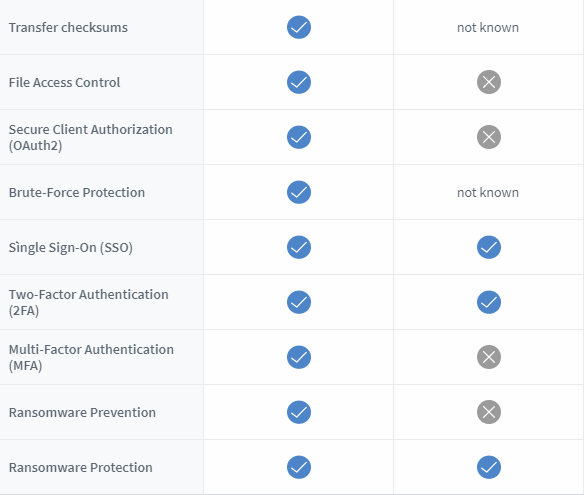 Transfer checksums
not known
File Access Control
Secure Client Authorization
(OAuth2)
Brute-Force Protection
not known
Single Sign-On (SSO)
Two-Factor Authentication
(2FA)
Multi-Factor Authentication
(MFA)
Ransomware Prevention
Ransomware Protection